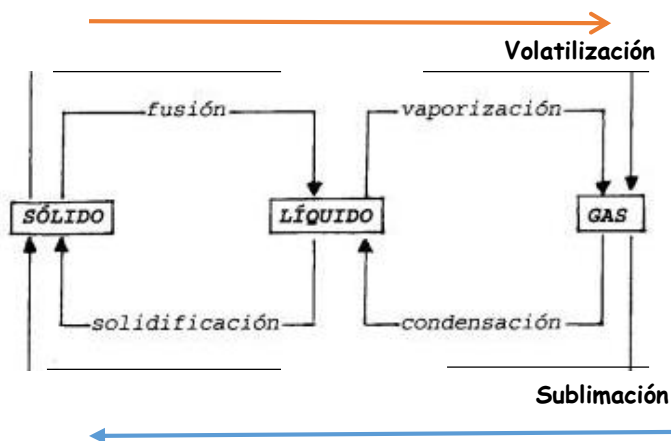 Volatilización
fusión
vaporización
SÓLIDO
LÍQUIDO
GAS
solidificación
condensación
Sublimación